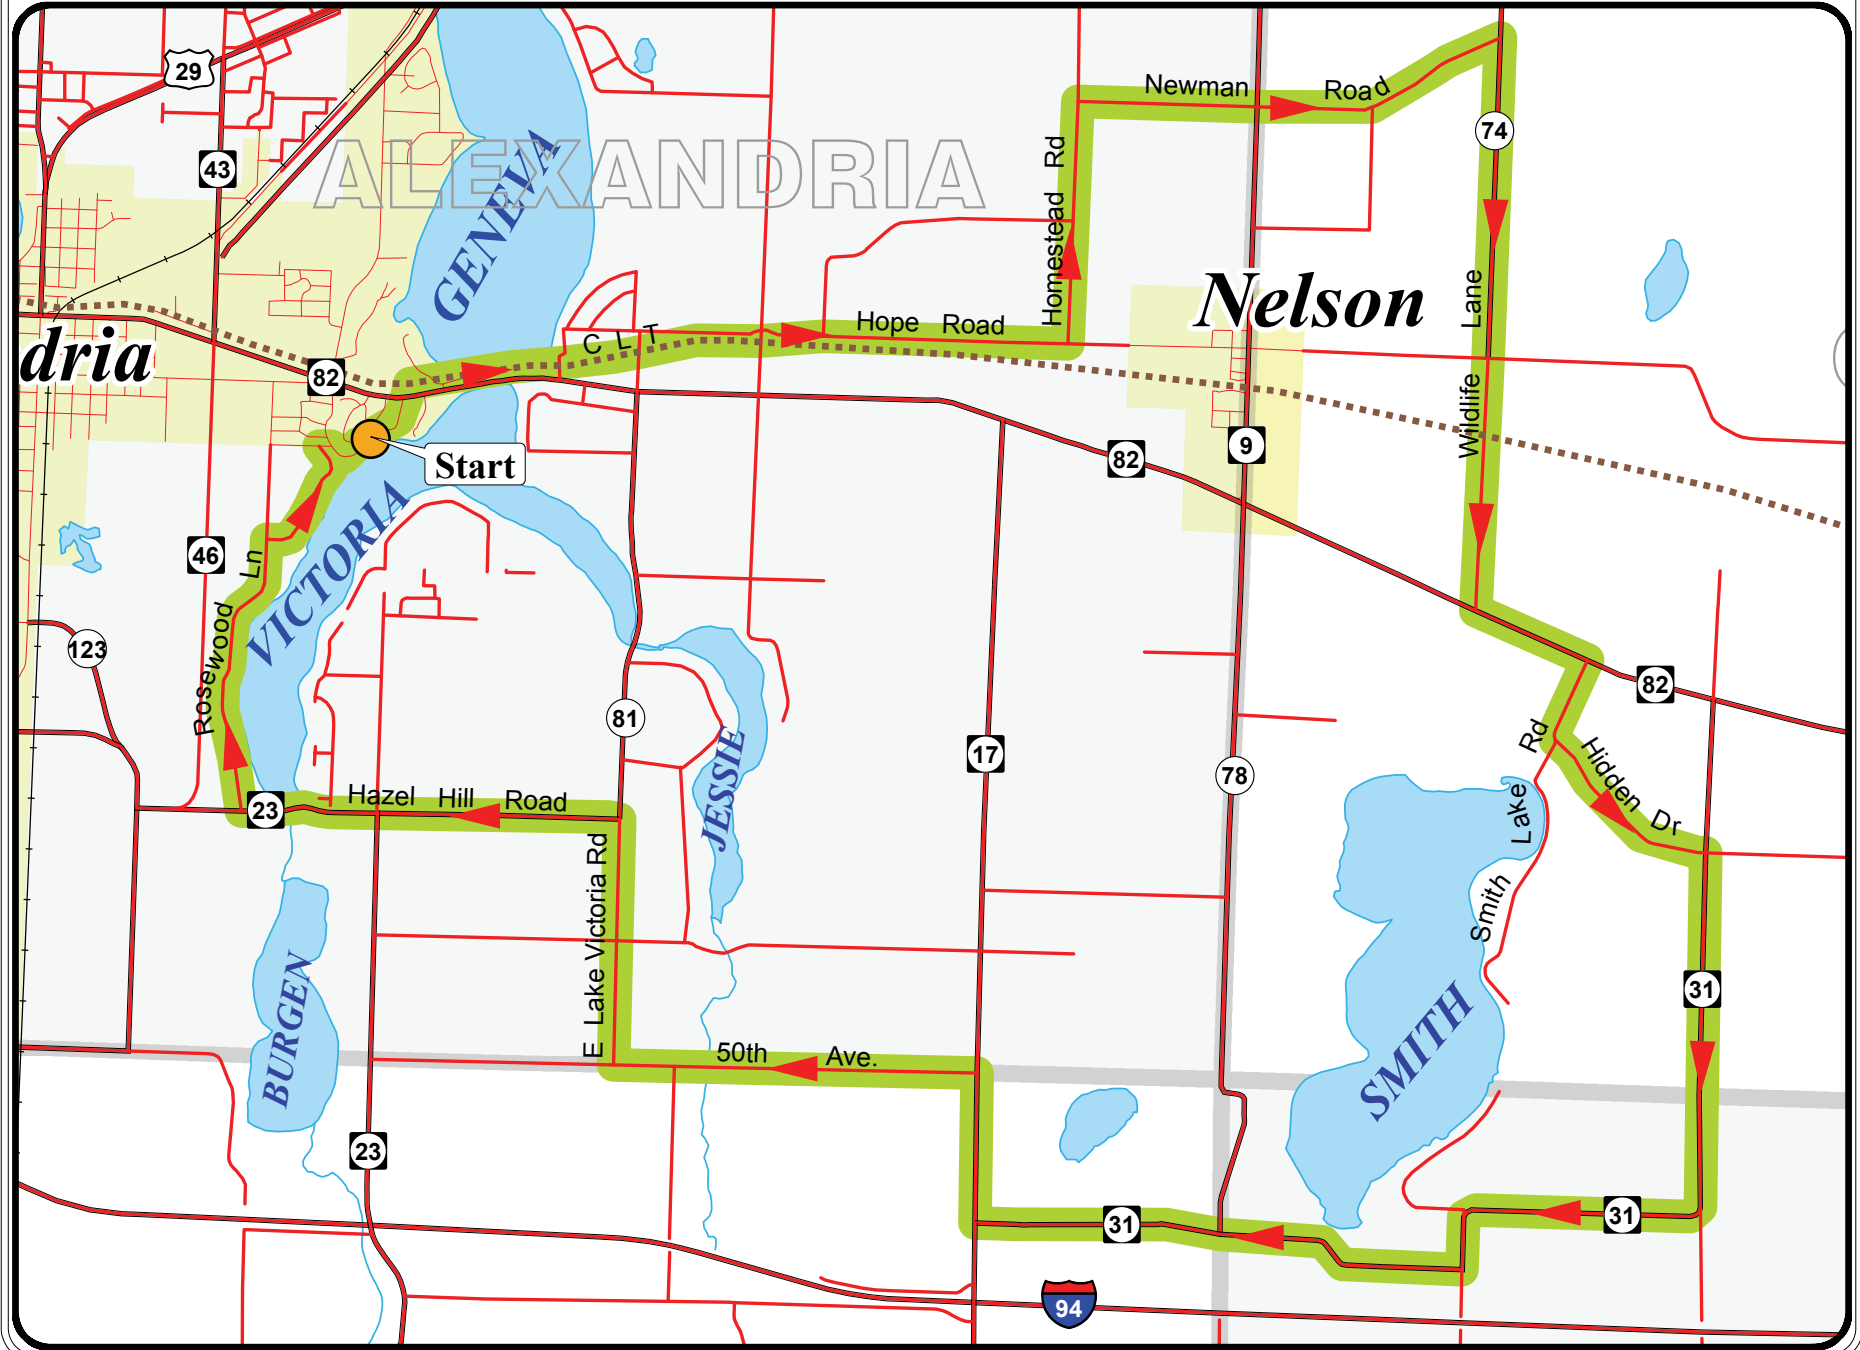 29
43
ALEXANDRIA
GENEVA
Newman Road
74
Homestead Rd
Nelson
Wildlife Lane
Hope Road
C L T
dria
82
Start
82
9
VICTORIA
46
Rosewood Ln
123
81
JESSIE
17
78
82
Hidden Dr
Smith Lake Rd
23
Hazel Hill Road
E Lake Victoria Rd
BURGEN
50th Ave.
SMITH
31
23
31
31
94